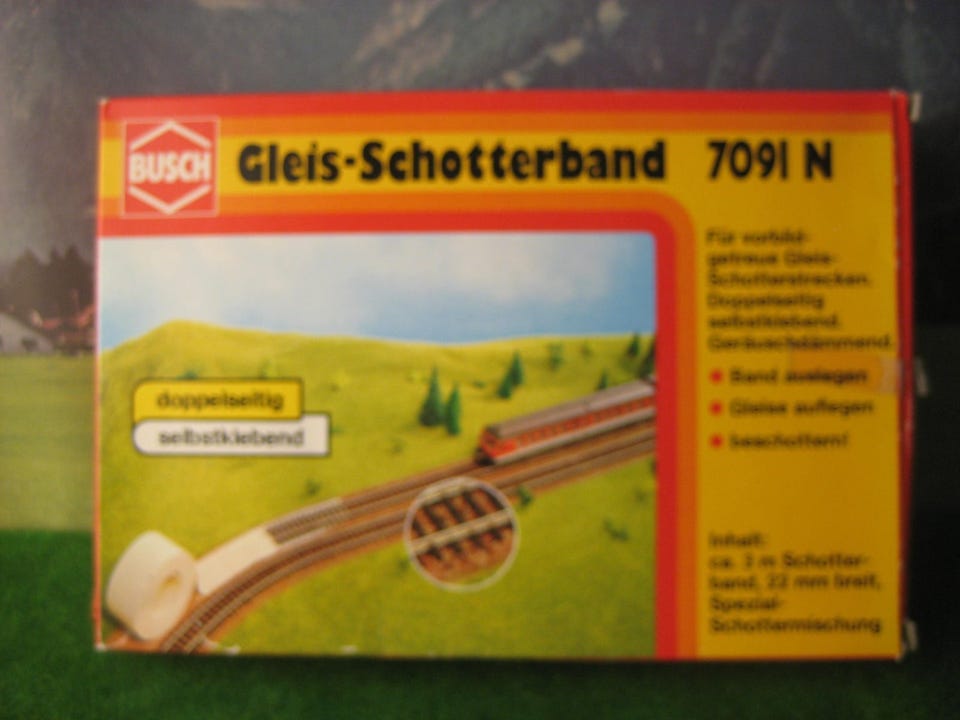 BUSCH
Gleis-Schotterband 7091 N
Für vorbild-
getreue Gleis-
Schotterstrecken.
Doppelseitig
selbstklebend.
Geräuschdämmend.
Band auslegen
Gleise auflegen
beschottern!
doppelseitig
selbstklebend
Inhalt:
ca. 3 m Schotter-
band, 22 mm breit,
Spezial-
Schottermischung